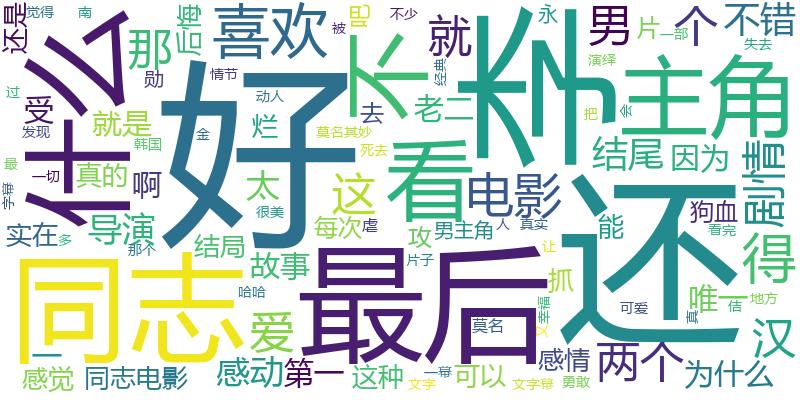 还是
觉得
南
后悔
喜欢
吧
被
不少
就
男
个
永
片
一部
不错
失去
那
什么
勋
情节
好
不
经典
李
演绎
主角
过
受
动人
去
老二
把
会
发现
就是
韩国
金
烂
莫名其妙
死去
看
结尾
因为
剧情
最
一切
真的
啊
太
这
电影
字幕
很美
狗血
实在
多
导演
那个
结局
每次
虐
攻
男主角
人
真实
还
能
看完
得
同志
故事
最后
片子
让
抓
哈哈
爱
幸福
可爱
唯一
信
地方
真
莫名
又
汉
一
感觉
同志电影
感动
第一
这种
一幕
文字
可以
文字幕
感情
勇敢
两个
为什么